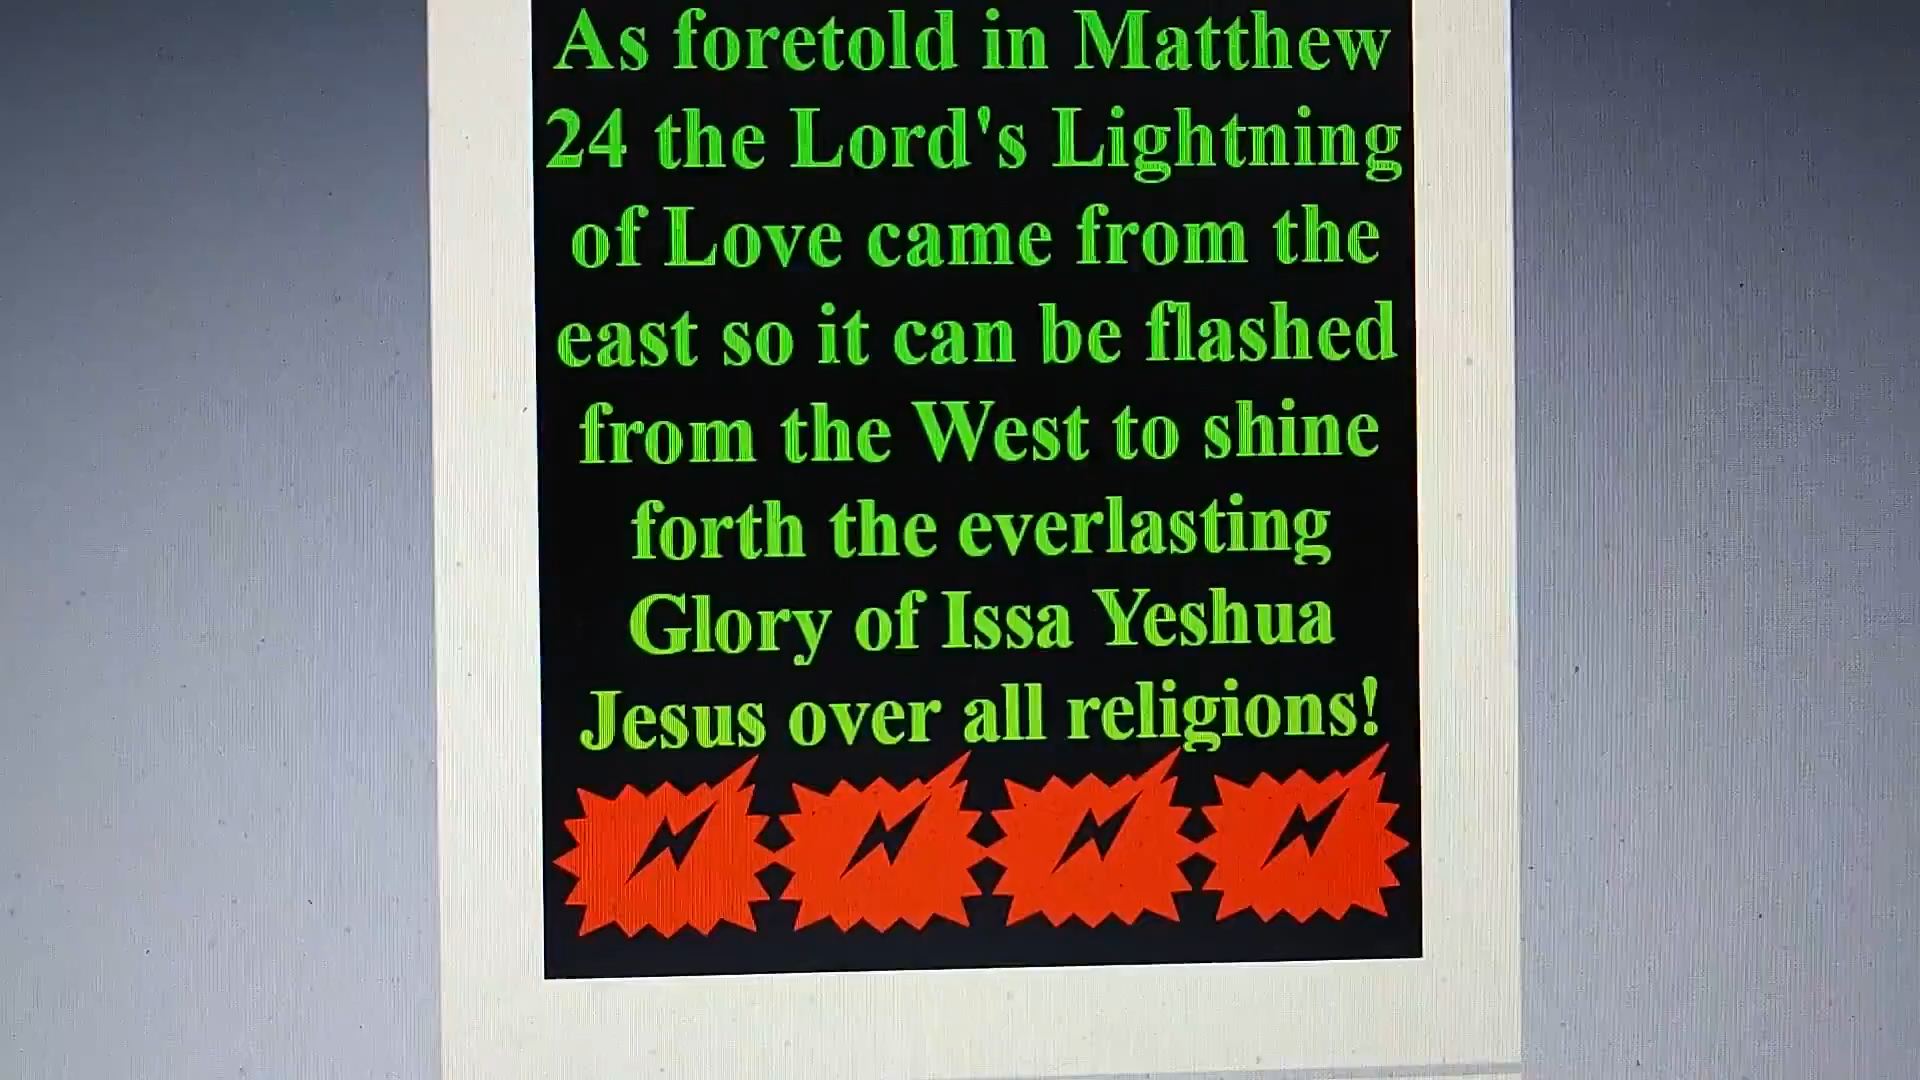 As foretold in Matthew
24 the Lord's Lightning
of Love came from the
east so it can be flashed
from the West to shine
forth the everlasting
Glory of Issa Yeshua
Jesus over all religions!